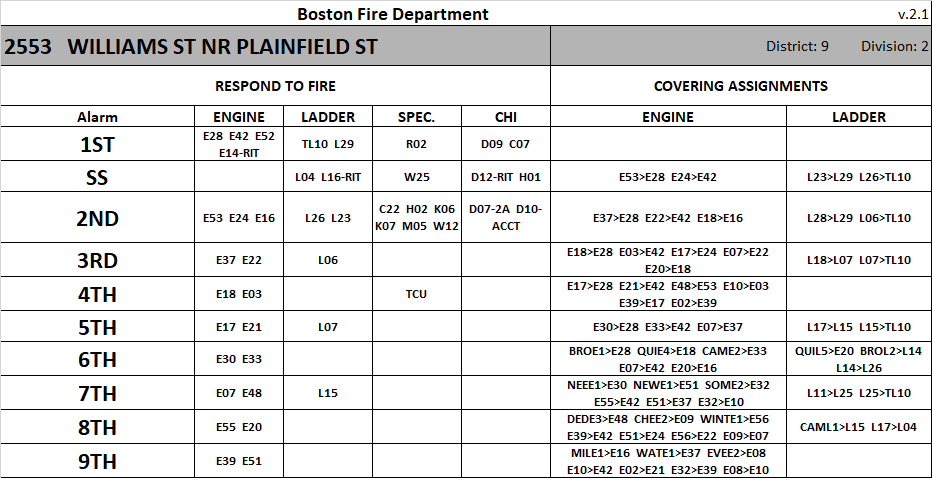 Boston Fire Department v.2.1
2553 WILLIAMS ST NR PLAINFIELD ST District: 9 Division: 2
RESPOND TO FIRE COVERING ASSIGNMENTS
Alarm ENGINE LADDER SPEC. CHI ENGINE LADDER
1ST E28 E42 E52 TL10 L29 R02 D09 C07
E14-RIT
SS L04 L16-RIT W25 D12-RIT H01 E53>E28 E24>E42 L23>L29 L26>TL10
2ND E53 E24 E16 L26 L23 C22 H02 K06 D07-2A D10- E37>E28 E22>E42 E18>E16 L28>L29 L06>TL10
K07 M05 W12 ACCT
3RD E37 E22 L06 E18>E28 E03>E42 E17>E24 E07>E22 L18>L07 L07>TL10
E20>E18
4TH E18 E03 TCU E17>E28 E21>E42 E48>E53 E10>E03
E39>E17 E02>E39
5TH E17 E21 L07 E30>E28 E33>E42 E07>E37 L17>L15 L15>TL10
6TH E30 E33 BROE1>E28 QUIE4>E18 CAME2>E33 QUIL5>E20 BROL2>L14
E07>E42 E20>E16 L14>L26
7TH E07 E48 L15 NEEE1>E30 NEWE1>E51 SOME2>E32 L11>L25 L25>TL10
E55>E42 E51>E37 E32>E10
8TH E55 E20 DEDE3>E48 CHEE2>E09 WINTE1>E56 CAML1>L15 L17>L04
E39>E42 E51>E24 E56>E22 E09>E07
9TH E39 E51 MILE1>E16 WATE1>E37 EVEE2>E08
E10>E42 E02>E21 E32>E39 E08>E10